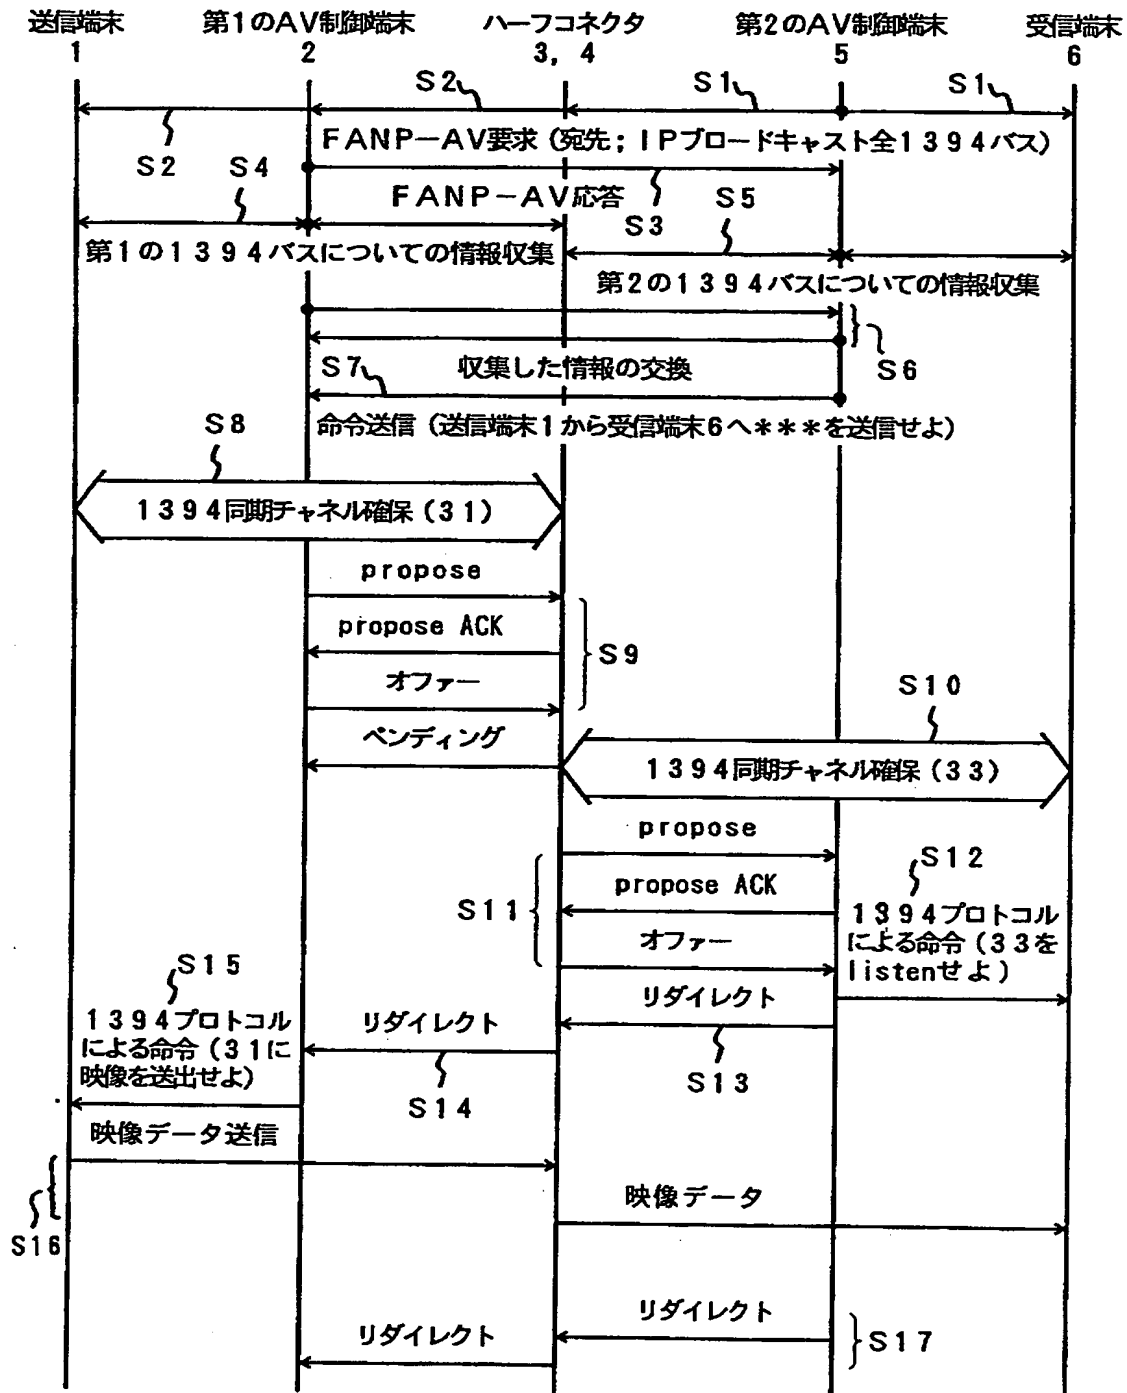 送信端末 第1のAV制御端末 ハーフコネクタ 第2のAV制御端末 受信端末
1 2 3, 4 5 6
S2 S1 S1
FANP-AV要求(宛先;IPブロードキャスト全1394バス)
S2 S4
FANP-AV応答 S5
S3
第1の1394バスについての情報収集
第2の1394バスについての情報収集
S7 収集した情報の交換 S6
S8 命令送信(送信端末1から受信端末6へ***を送信せよ)
1394同期チャネル確保(31)
propose
propose ACK
S9
オファー
S10
ペンディング
1394同期チャネル確保(33)
propose
S12
propose ACK
S11
1394プロトコル
による命令(33を
listenせよ)
オファー
S15
リダイレクト
1394プロトコル
による命令(31に
映像を送出せよ)
リダイレクト
S13
S14
映像データ送信
映像データ
S16
リダイレクト
リダイレクト
S17